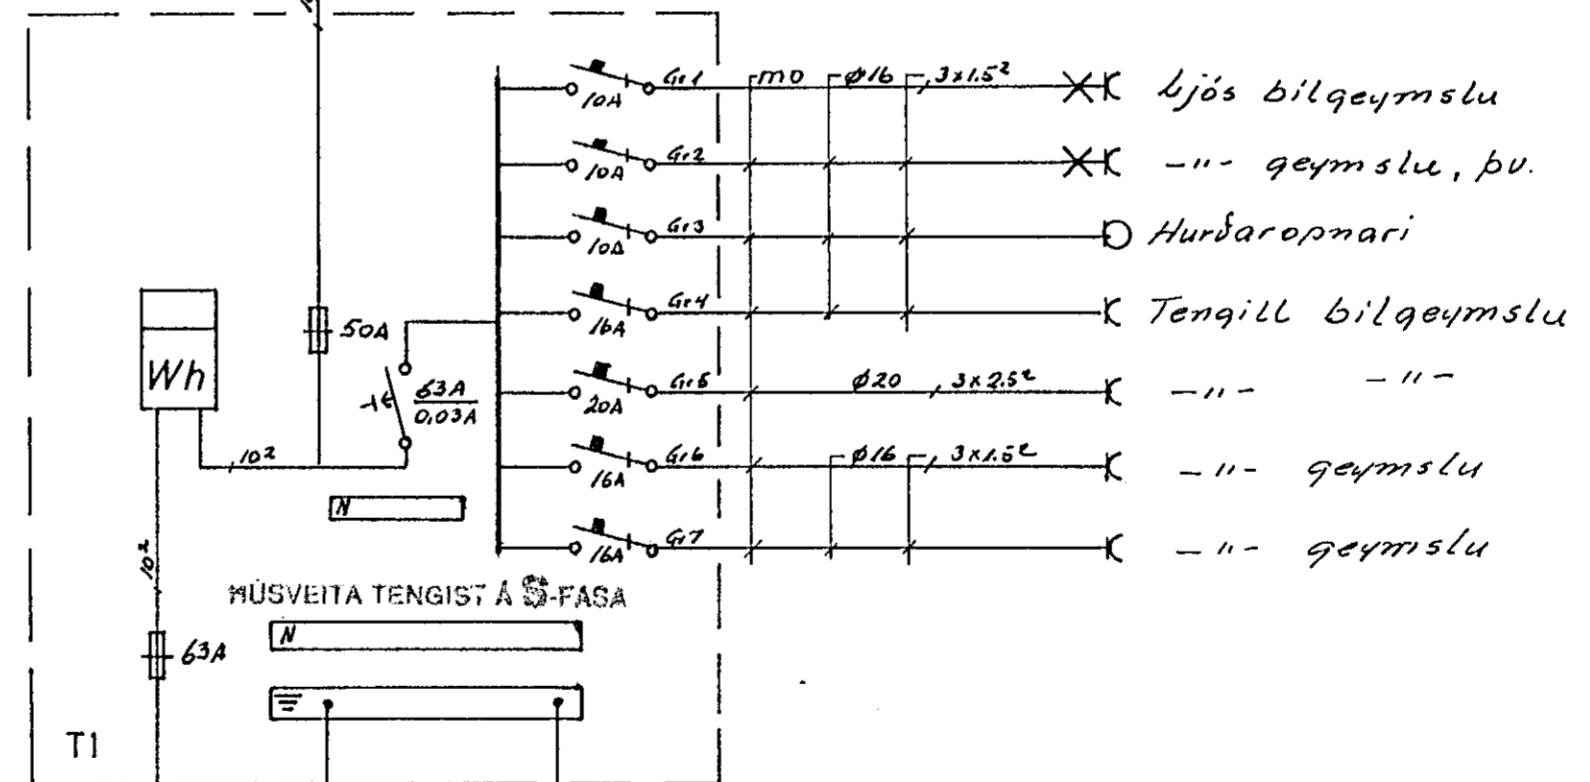 Gr1 10A mo ø16 3x1.5² Ljós bílgeymslu
Gr2 10A -"- geymslu, þv.
Gr3 10A Hurðaropnari
Gr4 16A Tengill bílgeymslu
50A
Wh
63A
0,03A
Gr5 20A ø20 3x2.5² -"- -"-
10²
Gr6 16A ø16 3x1.5² -"- geymslu
N
Gr7 16A -"- geymslu
10²
HÚSVEITA TENGIST Á S-FASA
N
63A
T1